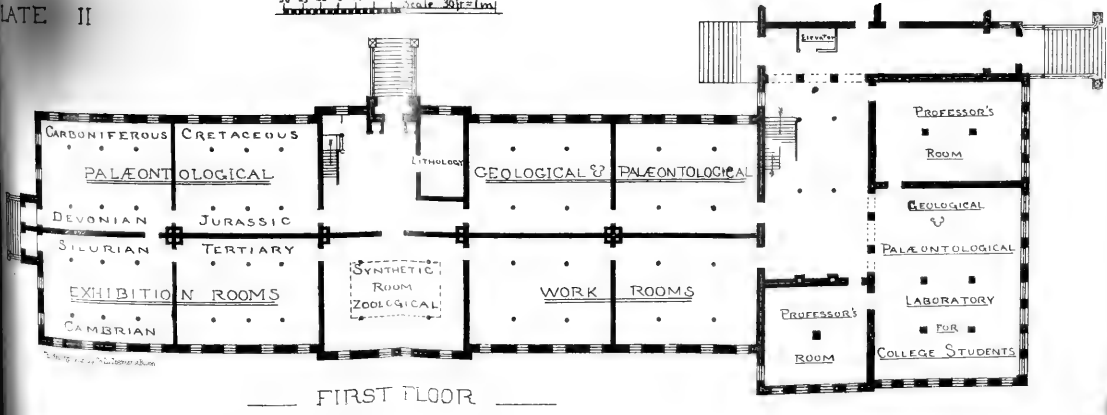 LATE II
Scale 30ft=1in
Elevator
CARBONIFEROUS CRETACEOUS
LITHOLOGY
PROFESSOR'S
ROOM
PALÆONTOLOGICAL
GEOLOGICAL & PALÆONTOLOGICAL
DEVONIAN JURASSIC
SILURIAN TERTIARY
GEOLOGICAL
&
PALÆONTOLOGICAL
LABORATORY
FOR
COLLEGE STUDENTS
SYNTHETIC
ROOM
ZOOLOGICAL
EXHIBITION ROOMS
WORK ROOMS
CAMBRIAN
PROFESSOR'S
ROOM
FIRST FLOOR